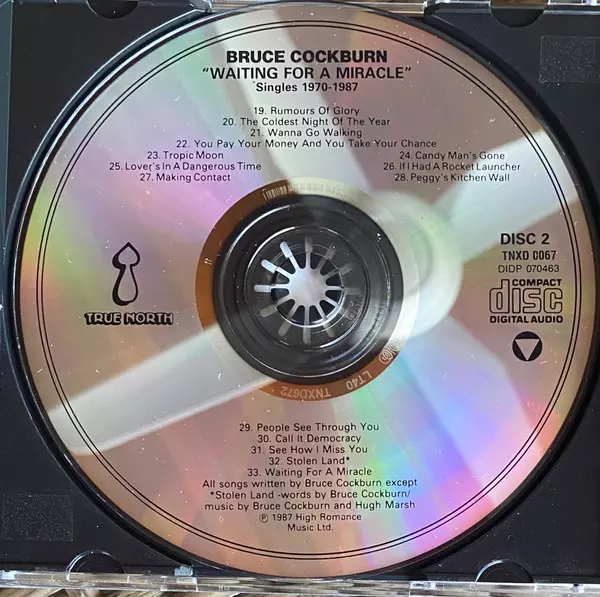 BRUCE COCKBURN
"WAITING FOR A MIRACLE"
Singles 1970-1987
19. Rumours Of Glory
20. The Coldest Night Of The Year
21. Wanna Go Walking
22. You Pay Your Money And You Take Your Chance
23. Tropic Moon
24. Candy Man's Gone
25. Lover's In A Dangerous Time
26. If I Had A Rocket Launcher
27. Making Contact
28. Peggy's Kitchen Wall
DISC 2
TNXD 0067
DIDP 070463
COMPACT
disc
DIGITAL AUDIO
TRUE NORTH
LT40 TNXD672
29. People See Through You
30. Call It Democracy
31. See How I Miss You
32. Stolen Land*
33. Waiting For A Miracle
All songs written by Bruce Cockburn except
*Stolen Land -words by Bruce Cockburn/
music by Bruce Cockburn and Hugh Marsh
℗ 1987 High Romance
Music Ltd.